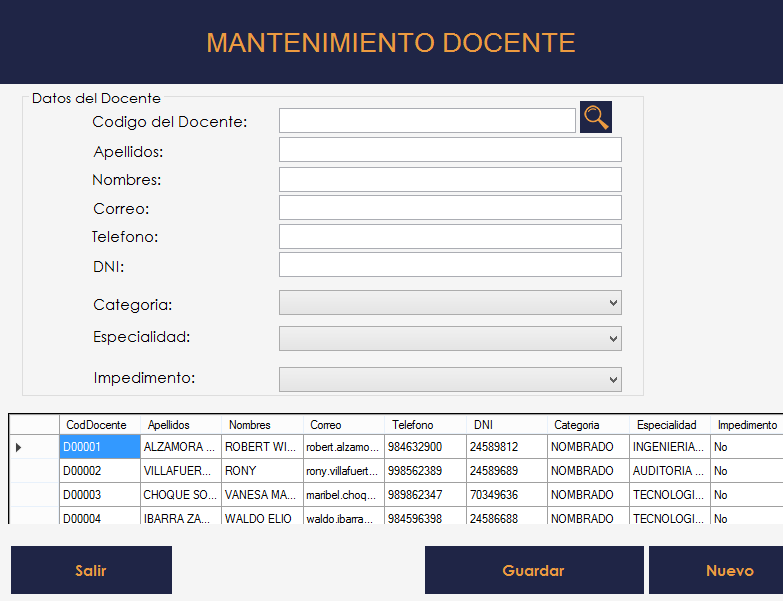 MANTENIMIENTO DOCENTE
Datos del Docente
Codigo del Docente:
Apellidos:
Nombres:
Correo:
Telefono:
DNI:
Categoria:
Especialidad:
Impedimento:
CodDocente Apellidos Nombres Correo Telefono DNI Categoria Especialidad Impedimento
D00001 ALZAMORA ... ROBERT WI... robert.alzamo... 984632900 24589812 NOMBRADO INGENIERIA... No
D00002 VILLAFUER... RONY rony.villafuert... 998562389 24589689 NOMBRADO AUDITORIA ... No
D00003 CHOQUE SO... VANESA MA... maribel.choq... 989862347 70349636 NOMBRADO TECNOLOGI... No
D00004 IBARRA ZA... WALDO ELIO waldo.ibarra... 984596398 24586688 NOMBRADO TECNOLOGI... No
Salir Guardar Nuevo